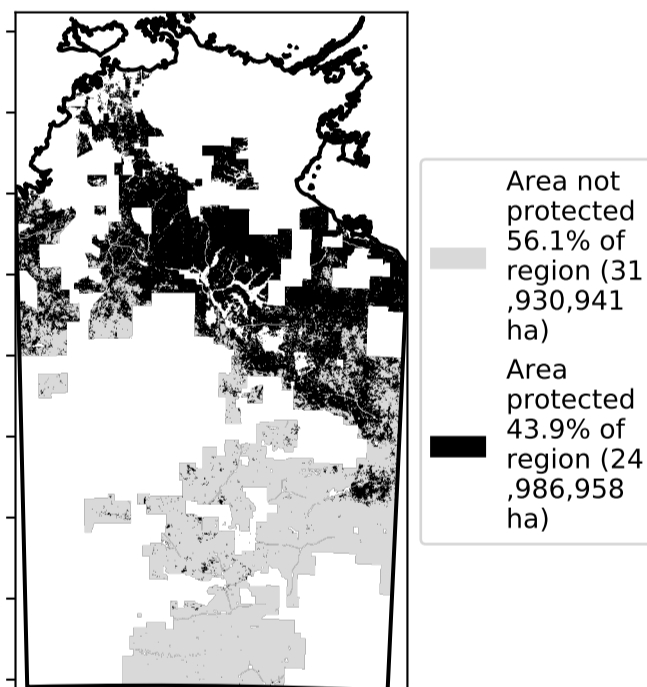 Area not
protected
56.1% of
region (31
,930,941
ha)
Area
protected
43.9% of
region (24
,986,958
ha)